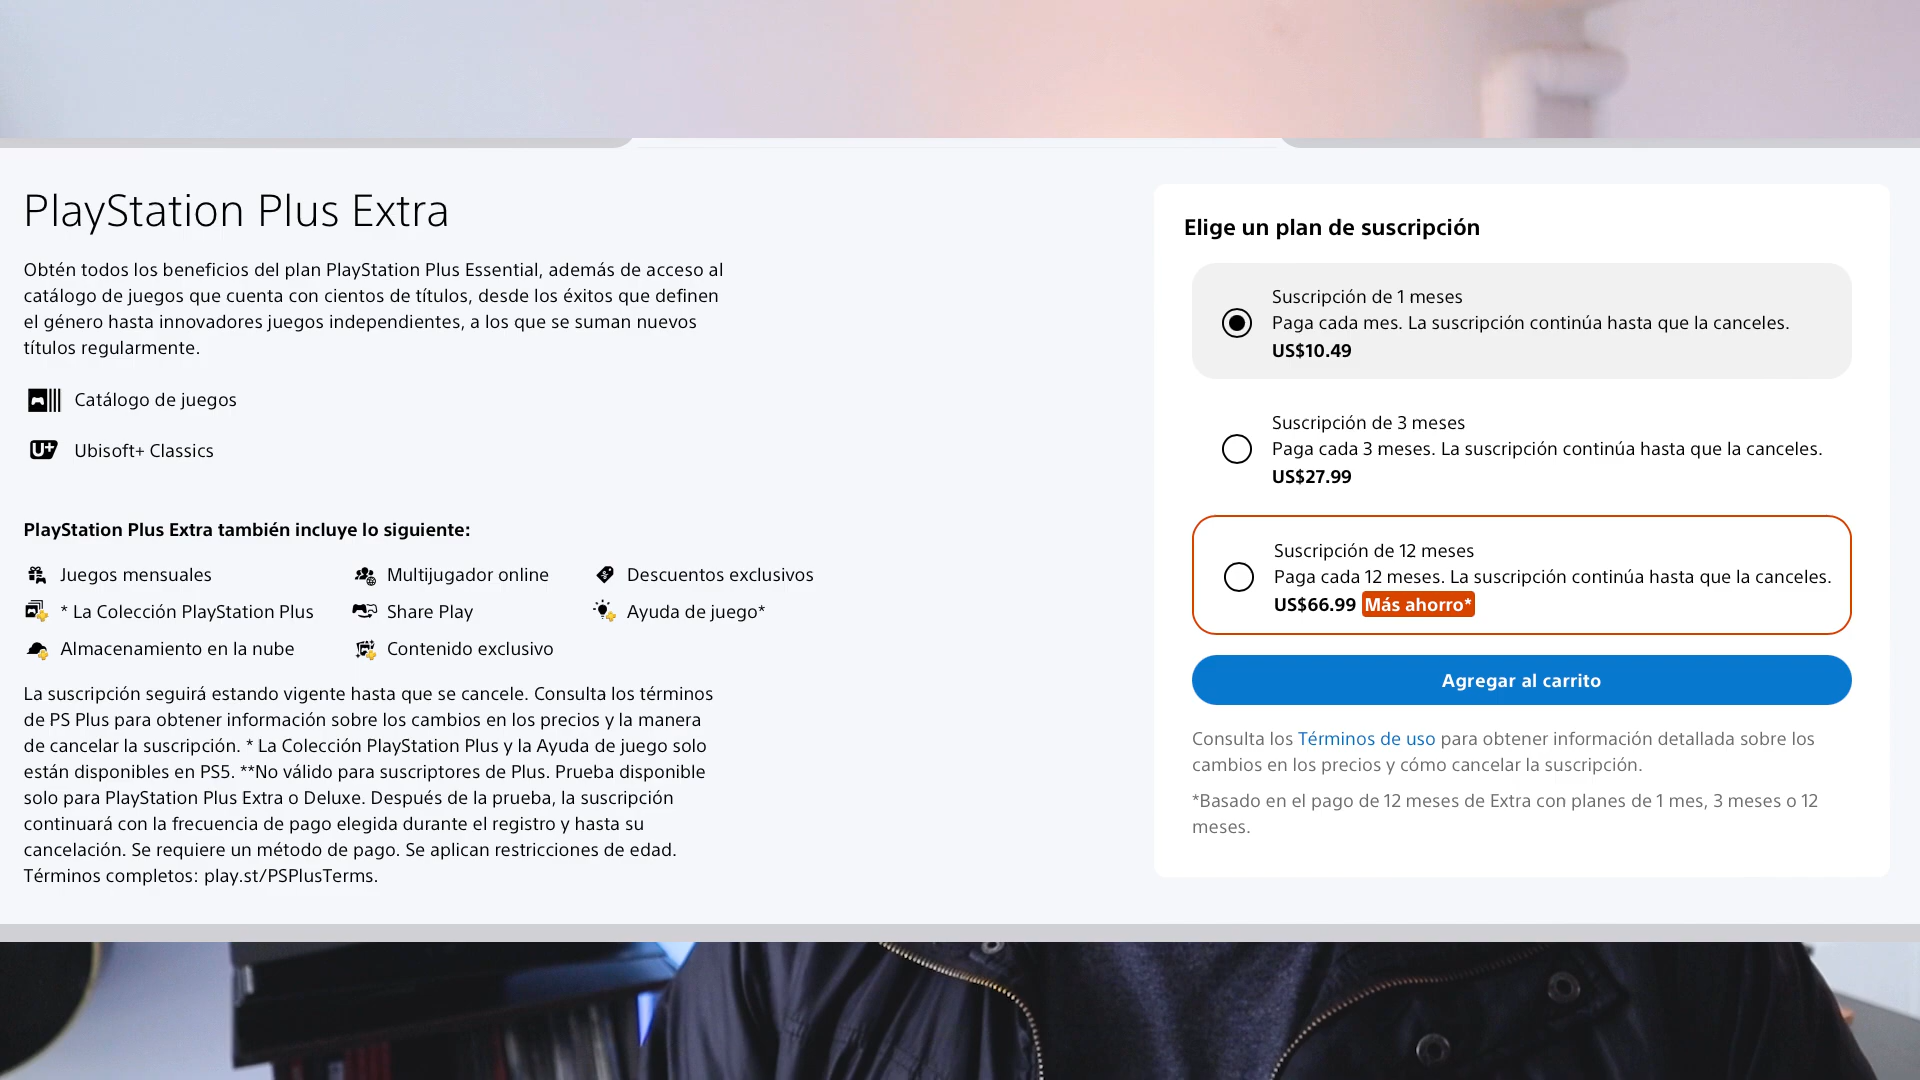 PlayStation Plus Extra
Obtén todos los beneficios del plan PlayStation Plus Essential, además de acceso al
catálogo de juegos que cuenta con cientos de títulos, desde los éxitos que definen
el género hasta innovadores juegos independientes, a los que se suman nuevos
títulos regularmente.
Catálogo de juegos
U+
Ubisoft+ Classics
PlayStation Plus Extra también incluye lo siguiente:
Juegos mensuales
Multijugador online
Descuentos exclusivos
* La Colección PlayStation Plus
Share Play
Ayuda de juego*
Almacenamiento en la nube
Contenido exclusivo
La suscripción seguirá estando vigente hasta que se cancele. Consulta los términos
de PS Plus para obtener información sobre los cambios en los precios y la manera
de cancelar la suscripción. * La Colección PlayStation Plus y la Ayuda de juego solo
están disponibles en PS5. **No válido para suscriptores de Plus. Prueba disponible
solo para PlayStation Plus Extra o Deluxe. Después de la prueba, la suscripción
continuará con la frecuencia de pago elegida durante el registro y hasta su
cancelación. Se requiere un método de pago. Se aplican restricciones de edad.
Términos completos: play.st/PSPlusTerms.
Elige un plan de suscripción
Suscripción de 1 meses
Paga cada mes. La suscripción continúa hasta que la canceles.
US$10.49
Suscripción de 3 meses
Paga cada 3 meses. La suscripción continúa hasta que la canceles.
US$27.99
Suscripción de 12 meses
Paga cada 12 meses. La suscripción continúa hasta que la canceles.
US$66.99 Más ahorro*
Agregar al carrito
Consulta los Términos de uso para obtener información detallada sobre los
cambios en los precios y cómo cancelar la suscripción.
*Basado en el pago de 12 meses de Extra con planes de 1 mes, 3 meses o 12
meses.